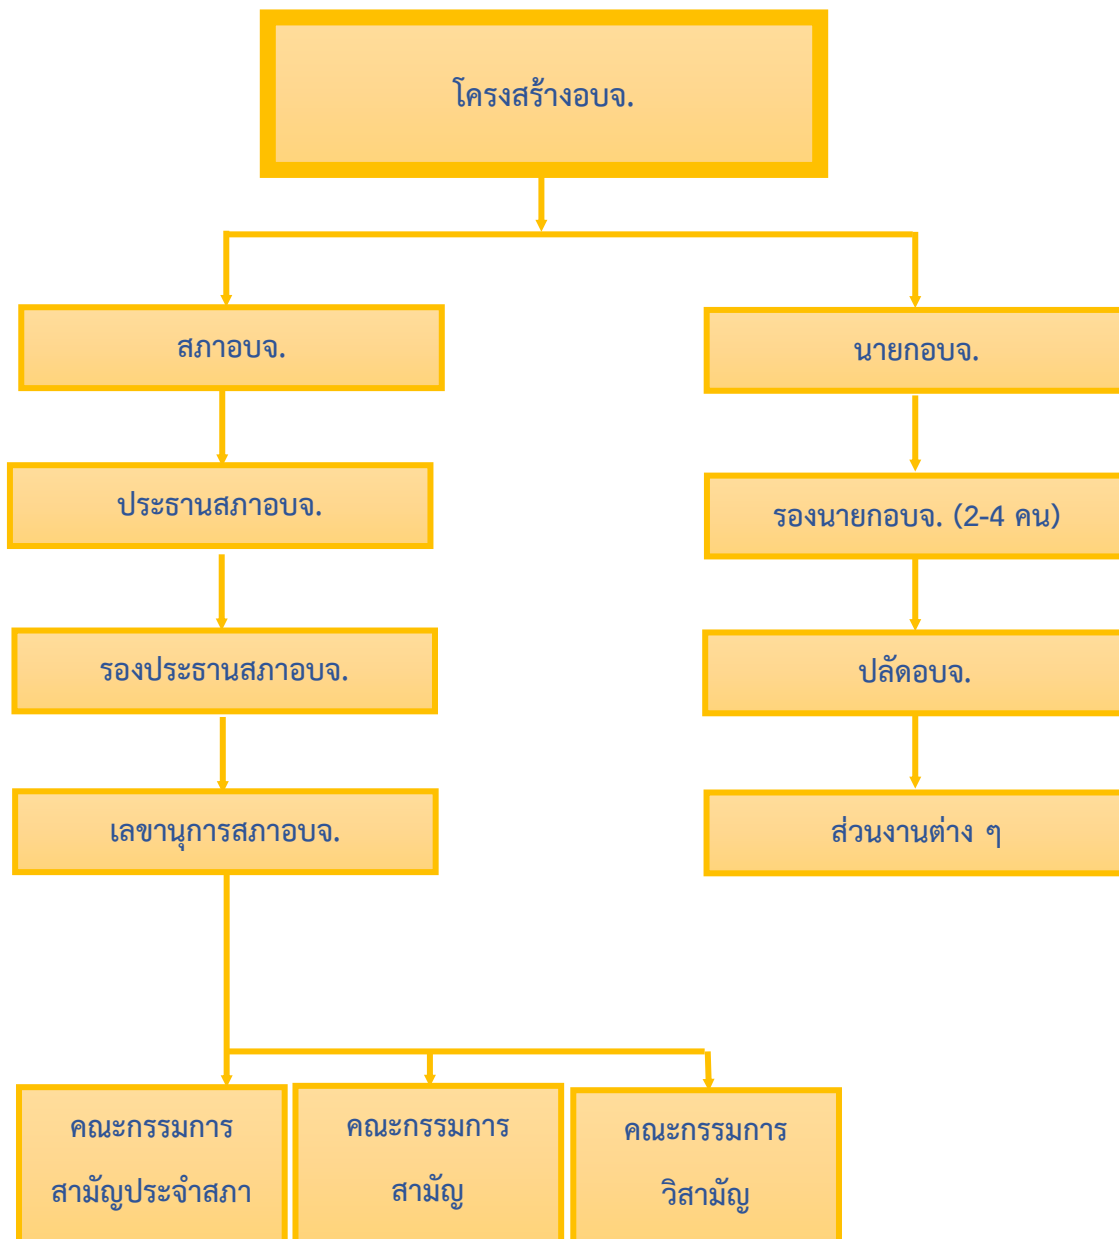 โครงสร้างอบจ.
สภาอบจ.
นายกอบจ.
ประธานสภาอบจ.
รองนายกอบจ. (2-4 คน)
รองประธานสภาอบจ.
ปลัดอบจ.
เลขานุการสภาอบจ.
ส่วนงานต่าง ๆ
คณะกรรมการ
สามัญประจำสภา
คณะกรรมการ
สามัญ
คณะกรรมการ
วิสามัญ